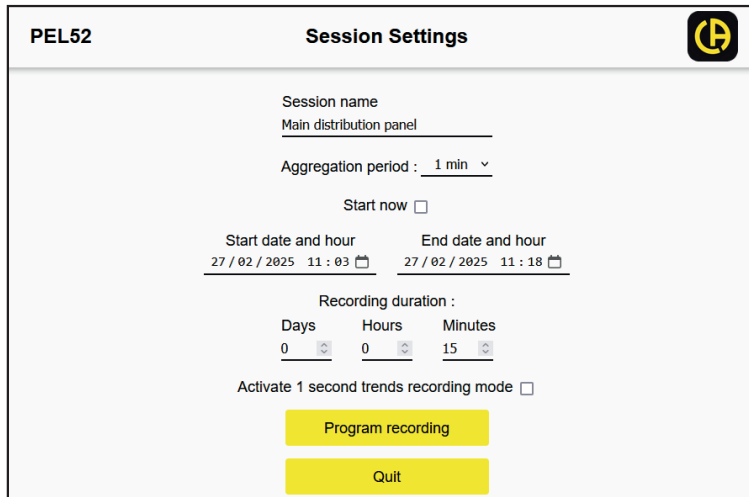 PEL52 Session Settings CA
Session name
Main distribution panel
Aggregation period : 1 min
Start now
Start date and hour End date and hour
27/02/2025 11:03 27/02/2025 11:18
Recording duration :
Days Hours Minutes
0 0 15
Activate 1 second trends recording mode
Program recording
Quit